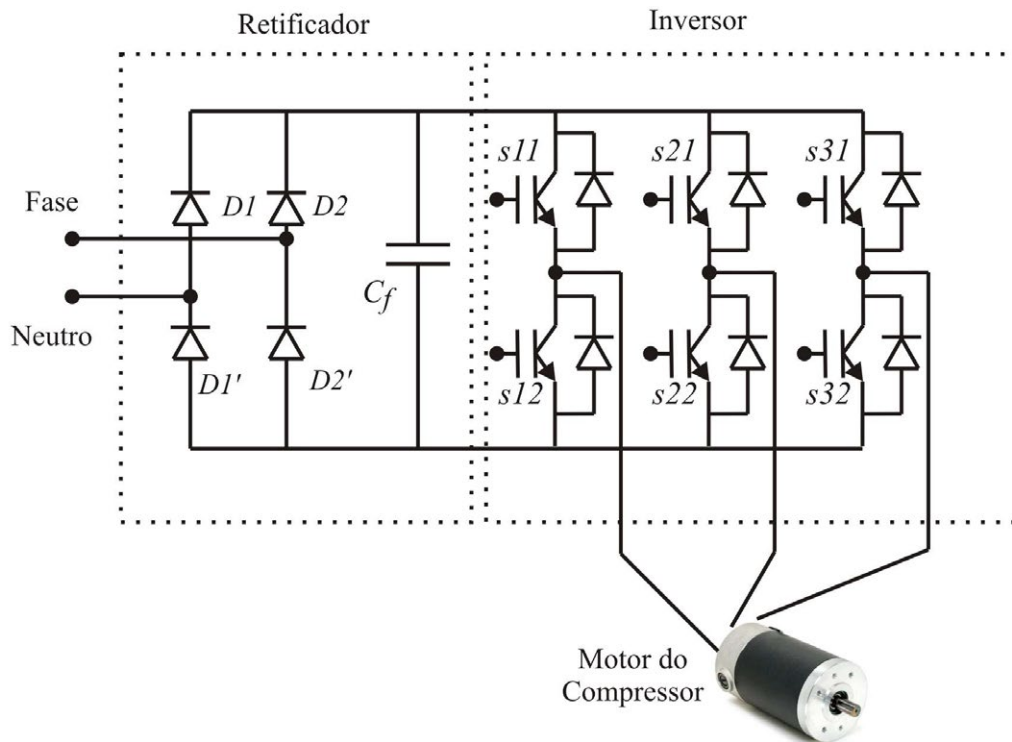 Retificador
Inversor
s11
s21
s31
Fase
D1
D2
Cf
Neutro
D1'
D2'
s12
s22
s32
Motor do
Compressor